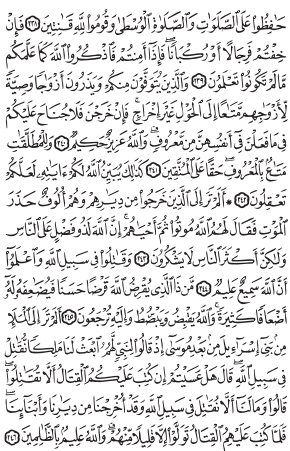 حَٰفِظُوا۟ عَلَى ٱلصَّلَوَٰتِ وَٱلصَّلَوٰةِ ٱلْوُسْطَىٰ وَقُومُوا۟ لِلَّهِ قَٰنِتِينَ ٢٣٨ فَإِنْ
خِفْتُمْ فَرِجَالًا أَوْ رُكْبَانًا ۖ فَإِذَآ أَمِنتُمْ فَٱذْكُرُوا۟ ٱللَّهَ كَمَا عَلَّمَكُم
مَّا لَمْ تَكُونُوا۟ تَعْلَمُونَ ٢٣٩ وَٱلَّذِينَ يُتَوَفَّوْنَ مِنكُمْ وَيَذَرُونَ أَزْوَٰجًا وَصِيَّةً
لِّأَزْوَٰجِهِم مَّتَٰعًا إِلَى ٱلْحَوْلِ غَيْرَ إِخْرَاجٍ ۚ فَإِنْ خَرَجْنَ فَلَا جُنَاحَ عَلَيْكُمْ
فِى مَا فَعَلْنَ فِىٓ أَنفُسِهِنَّ مِن مَّعْرُوفٍ ۗ وَٱللَّهُ عَزِيزٌ حَكِيمٌ ٢٤٠ وَلِلْمُطَلَّقَٰتِ
مَتَٰعٌۢ بِٱلْمَعْرُوفِ ۖ حَقًّا عَلَى ٱلْمُتَّقِينَ ٢٤١ كَذَٰلِكَ يُبَيِّنُ ٱللَّهُ لَكُمْ ءَايَٰتِهِۦ لَعَلَّكُمْ
تَعْقِلُونَ ٢٤٢ ۞ أَلَمْ تَرَ إِلَى ٱلَّذِينَ خَرَجُوا۟ مِن دِيَٰرِهِمْ وَهُمْ أُلُوفٌ حَذَرَ
ٱلْمَوْتِ فَقَالَ لَهُمُ ٱللَّهُ مُوتُوا۟ ثُمَّ أَحْيَٰهُمْ ۚ إِنَّ ٱللَّهَ لَذُو فَضْلٍ عَلَى ٱلنَّاسِ
وَلَٰكِنَّ أَكْثَرَ ٱلنَّاسِ لَا يَشْكُرُونَ ٢٤٣ وَقَٰتِلُوا۟ فِى سَبِيلِ ٱللَّهِ وَٱعْلَمُوٓا۟
أَنَّ ٱللَّهَ سَمِيعٌ عَلِيمٌ ٢٤٤ مَّن ذَا ٱلَّذِى يُقْرِضُ ٱللَّهَ قَرْضًا حَسَنًا فَيُضَٰعِفَهُۥ لَهُۥٓ
أَضْعَافًا كَثِيرَةً ۚ وَٱللَّهُ يَقْبِضُ وَيَبْصُۜطُ وَإِلَيْهِ تُرْجَعُونَ ٢٤٥ أَلَمْ تَرَ إِلَى ٱلْمَلَإِ
مِنۢ بَنِىٓ إِسْرَٰٓءِيلَ مِنۢ بَعْدِ مُوسَىٰٓ إِذْ قَالُوا۟ لِنَبِىٍّ لَّهُمُ ٱبْعَثْ لَنَا مَلِكًا نُّقَٰتِلْ
فِى سَبِيلِ ٱللَّهِ ۖ قَالَ هَلْ عَسَيْتُمْ إِن كُتِبَ عَلَيْكُمُ ٱلْقِتَالُ أَلَّا تُقَٰتِلُوا۟ ۖ
قَالُوا۟ وَمَا لَنَآ أَلَّا نُقَٰتِلَ فِى سَبِيلِ ٱللَّهِ وَقَدْ أُخْرِجْنَا مِن دِيَٰرِنَا وَأَبْنَآئِنَا ۖ
فَلَمَّا كُتِبَ عَلَيْهِمُ ٱلْقِتَالُ تَوَلَّوْا۟ إِلَّا قَلِيلًا مِّنْهُمْ ۗ وَٱللَّهُ عَلِيمٌۢ بِٱلظَّٰلِمِينَ ٢٤٦